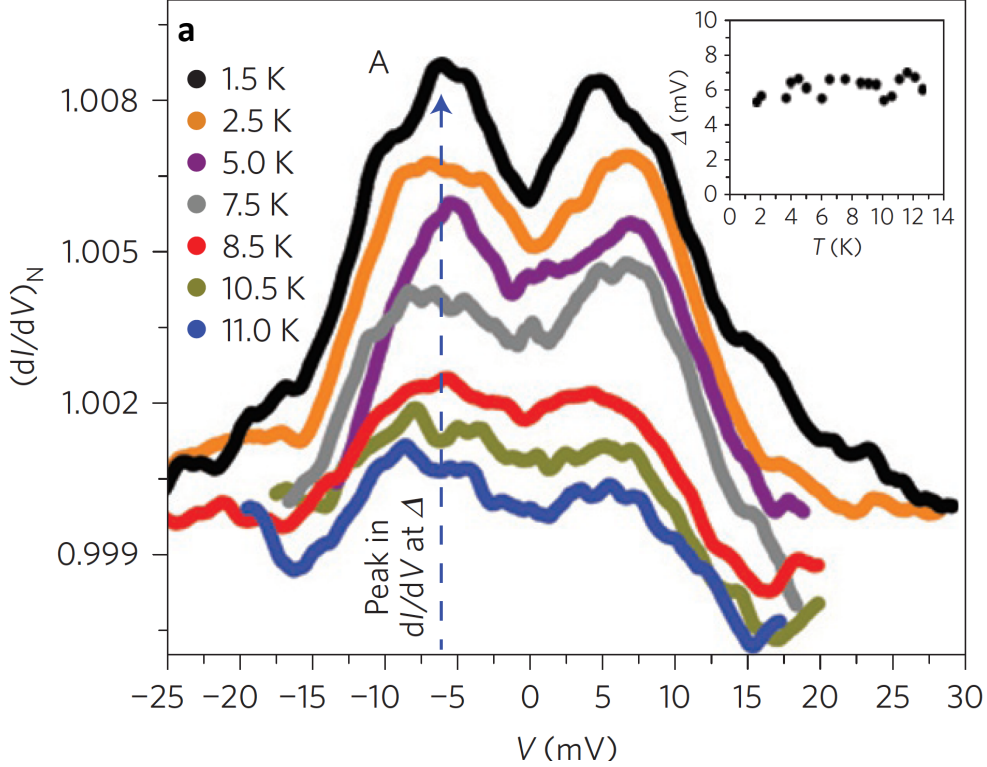 a
A
1.5 K
2.5 K
5.0 K
7.5 K
8.5 K
10.5 K
11.0 K
(dI/dV)N
1.008
1.005
1.002
0.999
Peak in
dI/dV at Δ
−25 −20 −15 −10 −5 0 5 10 15 20 25 30
V (mV)
Δ (mV)
10
8
6
4
2
0
0 2 4 6 8 10 12 14
T (K)